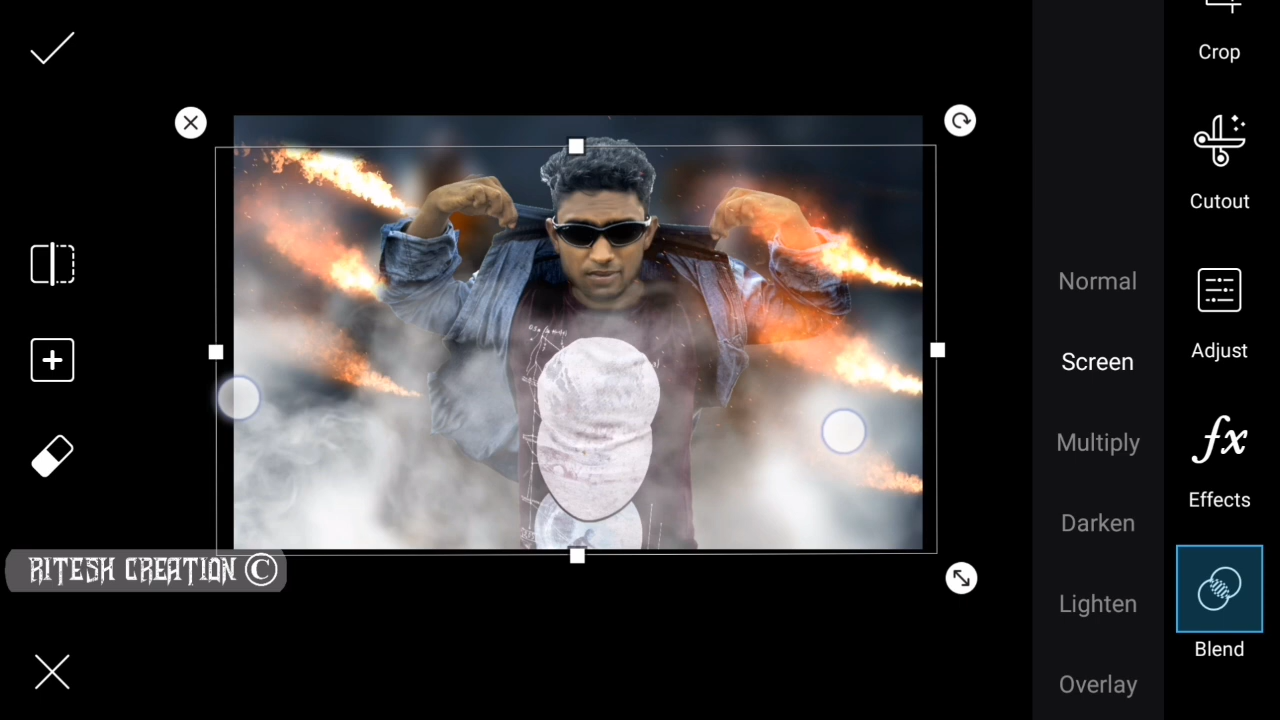 Crop
Cutout
Adjust
Effects
Blend
Normal
Screen
Multiply
Darken
Lighten
Overlay
RITESH CREATION ©